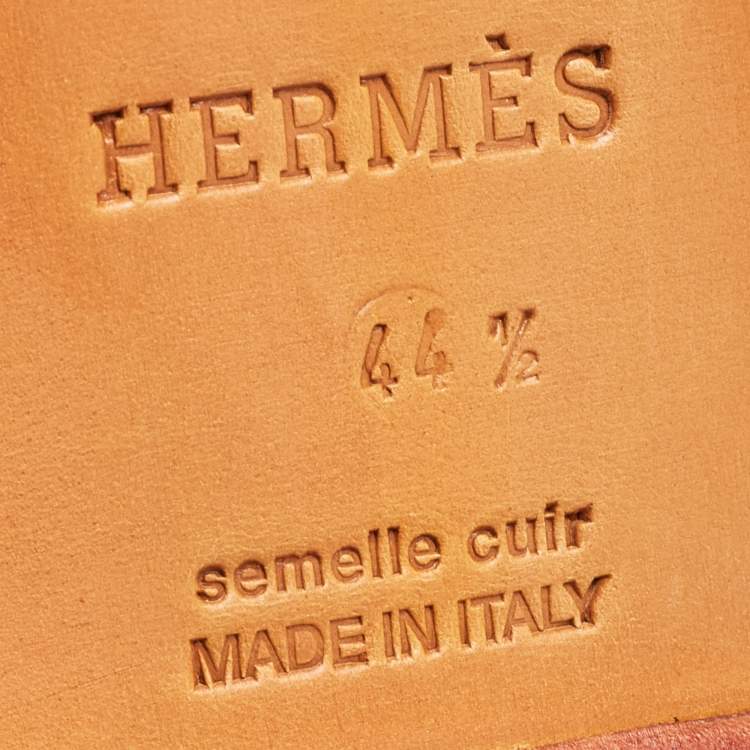 HERMÈS
44 ½
semelle cuir
MADE IN ITALY